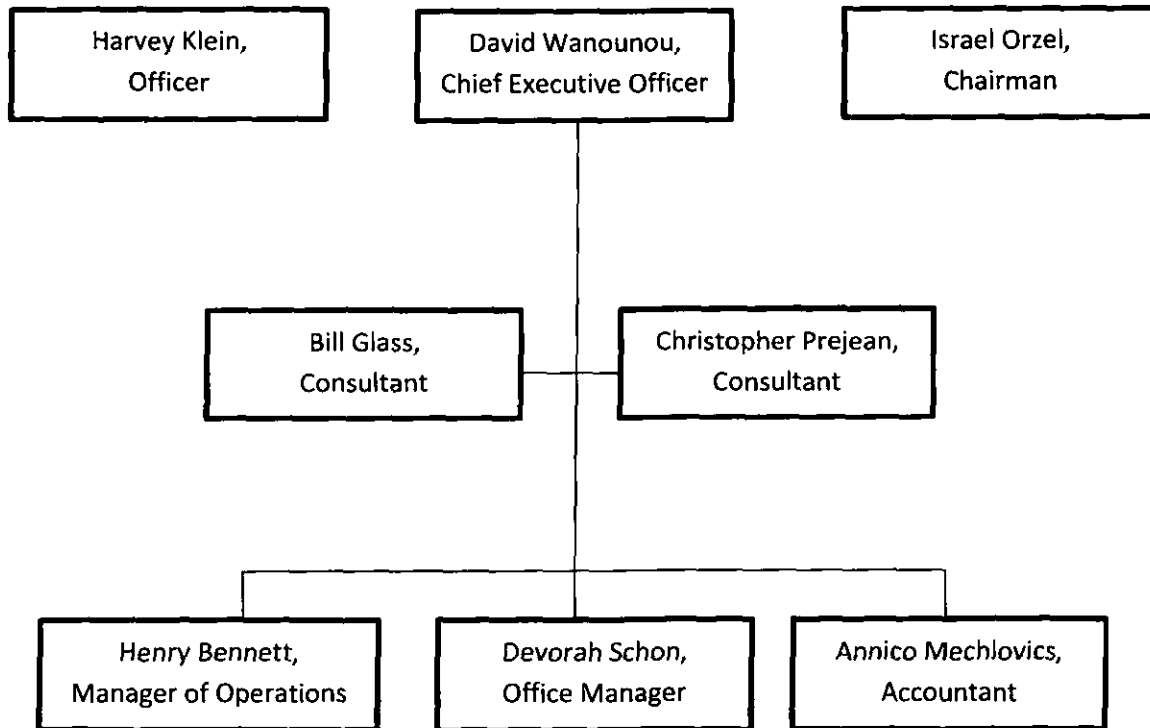 Harvey Klein,
Officer
David Wanounou,
Chief Executive Officer
Israel Orzel,
Chairman
Bill Glass,
Consultant
Christopher Prejean,
Consultant
Henry Bennett,
Manager of Operations
Devorah Schon,
Office Manager
Annico Mechlovics,
Accountant